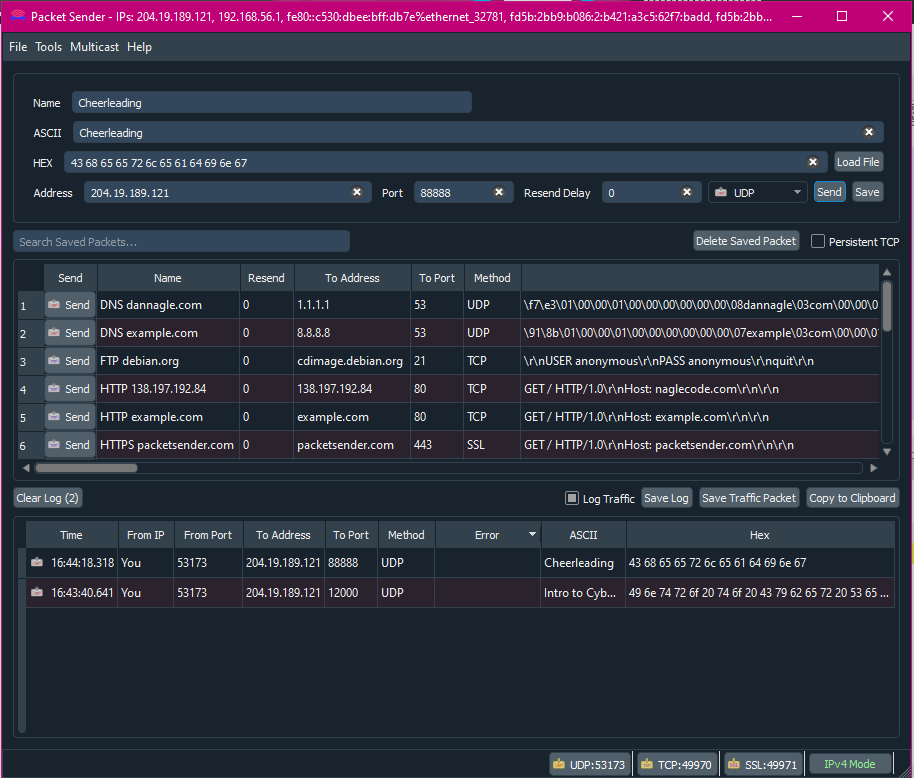 Packet Sender - IPs: 204.19.189.121, 192.168.56.1, fe80::c530:dbee:bff:db7e%ethernet_32781, fd5b:2bb9:b086:2:b421:a3c5:62f7:badd, fd5b:2bb...
File Tools Multicast Help
Name Cheerleading
ASCII Cheerleading
HEX 43 68 65 65 72 6c 65 61 64 69 6e 67 Load File
Address 204.19.189.121 Port 88888 Resend Delay 0 UDP Send Save
Search Saved Packets... Delete Saved Packet Persistent TCP
Send Name Resend To Address To Port Method
1 Send DNS dannagle.com 0 1.1.1.1 53 UDP \f7\e3\01\00\00\01\00\00\00\00\00\00\08dannagle\03com\00\00\0
2 Send DNS example.com 0 8.8.8.8 53 UDP \91\8b\01\00\00\01\00\00\00\00\00\00\07example\03com\00\00\0
3 Send FTP debian.org 0 cdimage.debian.org 21 TCP \r\nUSER anonymous\r\nPASS anonymous\r\nquit\r\n
4 Send HTTP 138.197.192.84 0 138.197.192.84 80 TCP GET / HTTP/1.0\r\nHost: naglecode.com\r\n\r\n
5 Send HTTP example.com 0 example.com 80 TCP GET / HTTP/1.0\r\nHost: example.com\r\n\r\n
6 Send HTTPS packetsender.com 0 packetsender.com 443 SSL GET / HTTP/1.0\r\nHost: packetsender.com\r\n\r\n
Clear Log (2) Log Traffic Save Log Save Traffic Packet Copy to Clipboard
Time From IP From Port To Address To Port Method Error ASCII Hex
16:44:18.318 You 53173 204.19.189.121 88888 UDP Cheerleading 43 68 65 65 72 6c 65 61 64 69 6e 67
16:43:40.641 You 53173 204.19.189.121 12000 UDP Intro to Cyb... 49 6e 74 72 6f 20 74 6f 20 43 79 62 65 72 20 53 65 ...
UDP:53173 TCP:49970 SSL:49971 IPv4 Mode